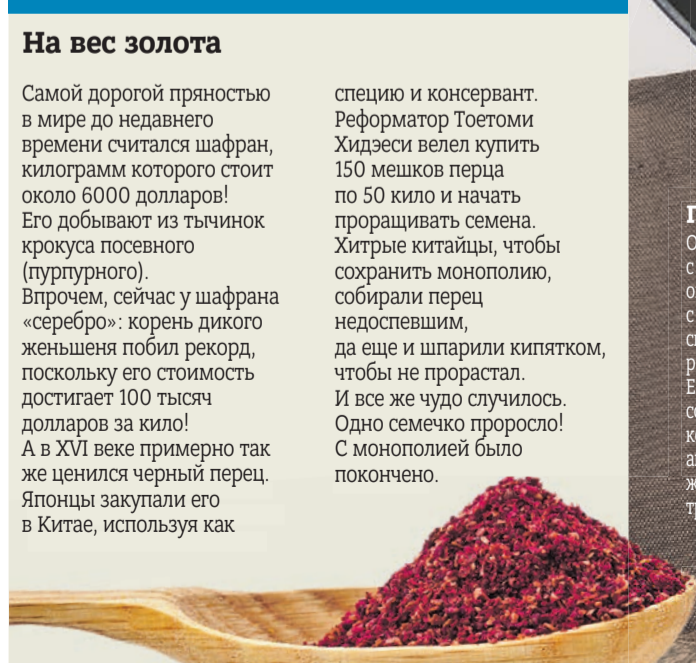 На вес золота
Самой дорогой пряностью
в мире до недавнего
времени считался шафран,
килограмм которого стоит
около 6000 долларов!
Его добывают из тычинок
крокуса посевного
(пурпурного).
Впрочем, сейчас у шафрана
«серебро»: корень дикого
женьшеня побил рекорд,
поскольку его стоимость
достигает 100 тысяч
долларов за кило!
А в XVI веке примерно так
же ценился черный перец.
Японцы закупали его
в Китае, используя как
специю и консервант.
Реформатор Тоетоми
Хидэеси велел купить
150 мешков перца
по 50 кило и начать
проращивать семена.
Хитрые китайцы, чтобы
сохранить монополию,
собирали перец
недоспевшим,
да еще и шпарили кипятком,
чтобы не прорастал.
И все же чудо случилось.
Одно семечко проросло!
С монополией было
покончено.